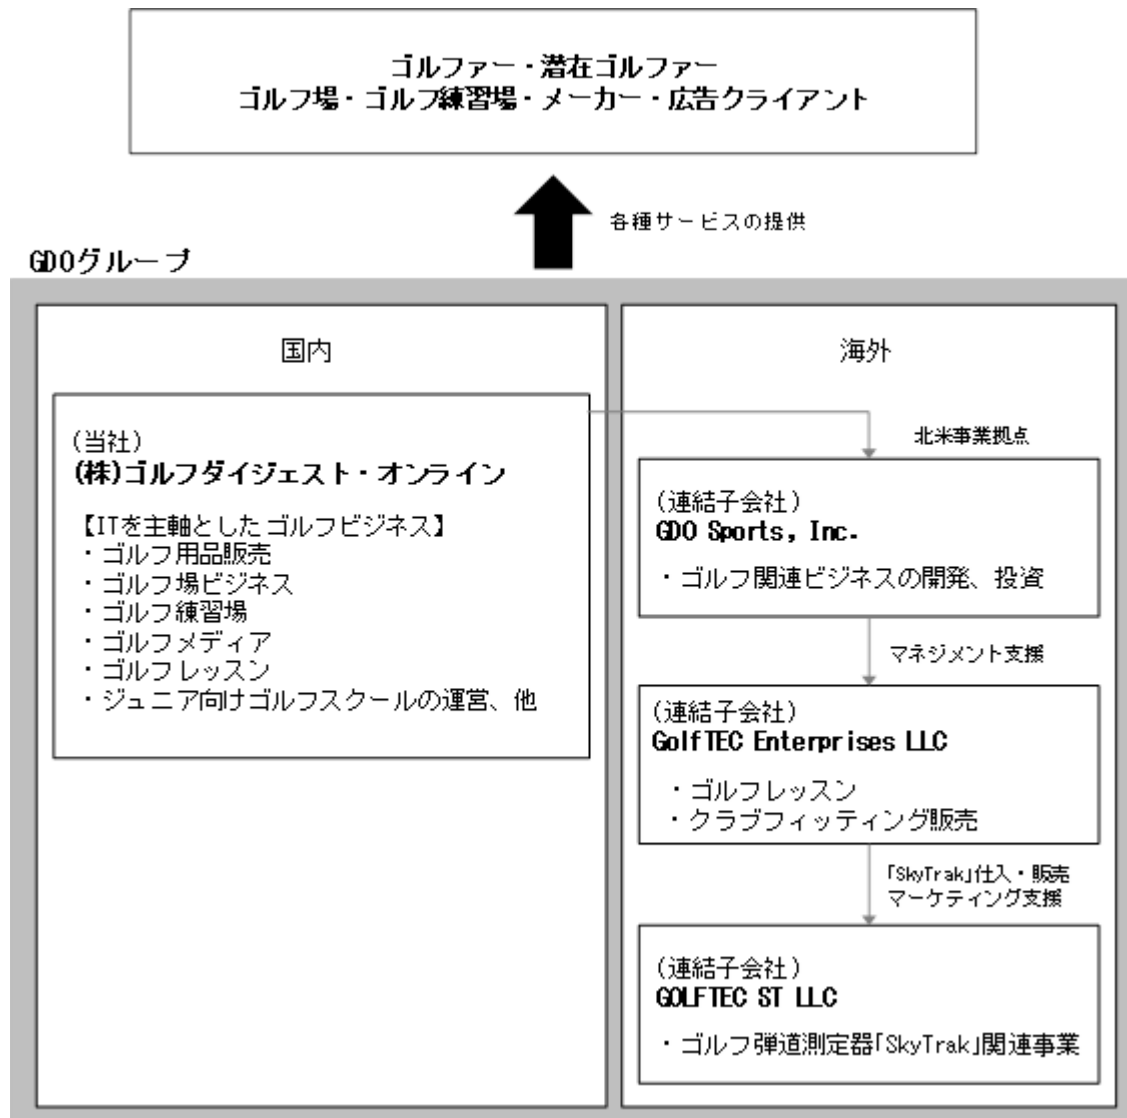 ゴルファー・潜在ゴルファー
ゴルフ場・ゴルフ練習場・メーカー・広告クライアント
各種サービスの提供
GDOグループ
国内
(当社)
(株)ゴルフダイジェスト・オンライン
【ITを主軸としたゴルフビジネス】
・ゴルフ用品販売
・ゴルフ場ビジネス
・ゴルフ練習場
・ゴルフメディア
・ゴルフレッスン
・ジュニア向けゴルフスクールの運営、他
海外
北米事業拠点
(連結子会社)
GDO Sports, Inc.
・ゴルフ関連ビジネスの開発、投資
マネジメント支援
(連結子会社)
GolfTEC Enterprises LLC
・ゴルフレッスン
・クラブフィッティング販売
「SkyTrak」仕入・販売
マーケティング支援
(連結子会社)
GOLFTEC ST LLC
・ゴルフ弾道測定器「SkyTrak」関連事業